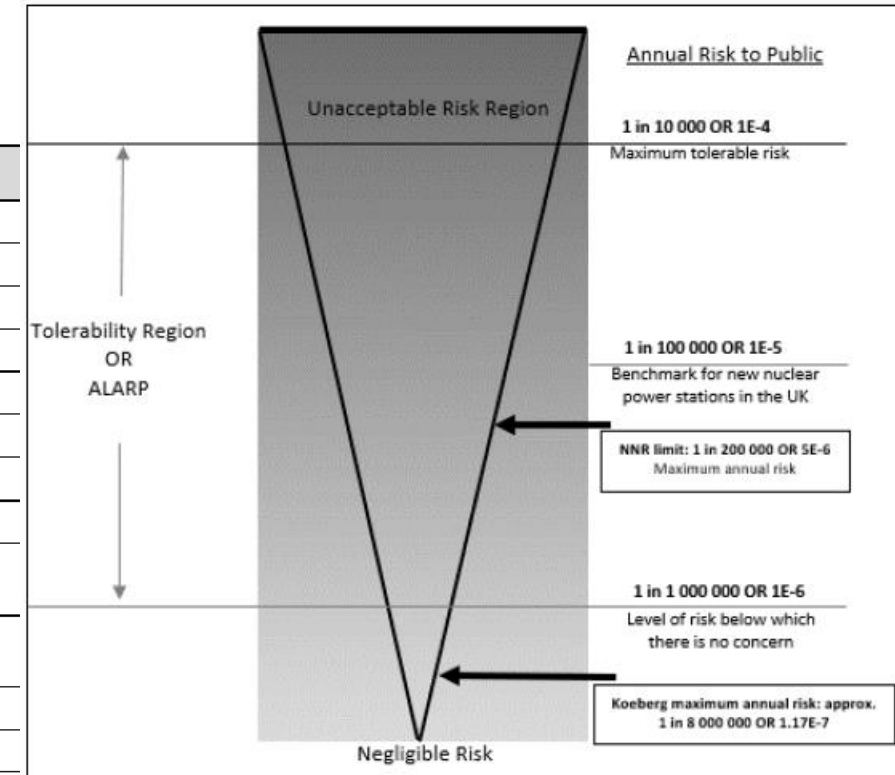 Annual Risk to Public
Unacceptable Risk Region
1 in 10 000 OR 1E-4
Maximum tolerable risk
Tolerability Region
OR
ALARP
1 in 100 000 OR 1E-5
Benchmark for new nuclear
power stations in the UK
NNR limit: 1 in 200 000 OR 5E-6
Maximum annual risk
1 in 1 000 000 OR 1E-6
Level of risk below which
there is no concern
Koeberg maximum annual risk: approx.
1 in 8 000 000 OR 1.17E-7
Negligible Risk